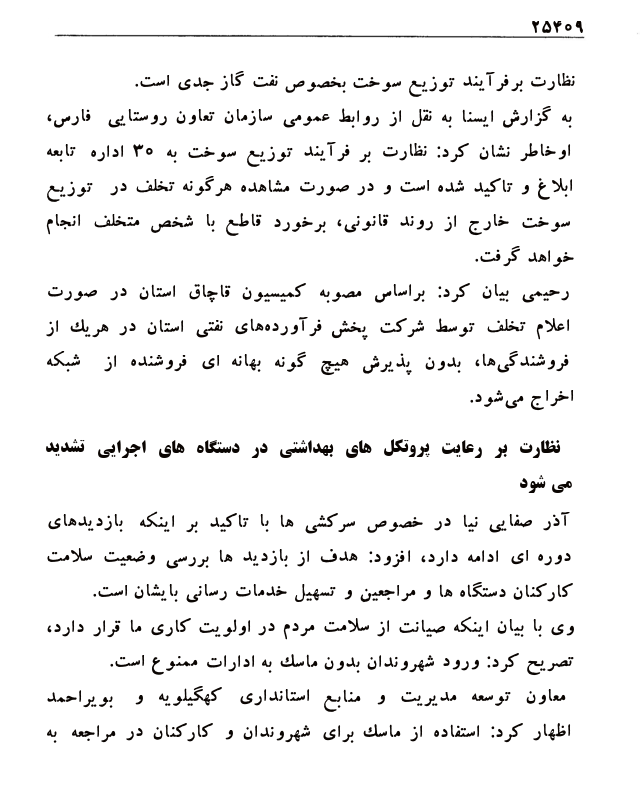 ۲۵۴۰۹
نظارت برفرآیند توزیع سوخت بخصوص نفت گاز جدی است.
به گزارش ایسنا به نقل از روابط عمومی سازمان تعاون روستایی فارس،
اوخاطر نشان کرد: نظارت بر فرآیند توزیع سوخت به ۳۰ اداره تابعه
ابلاغ و تاکید شده است و در صورت مشاهده هرگونه تخلف در توزیع
سوخت خارج از روند قانونی، برخورد قاطع با شخص متخلف انجام
خواهد گرفت.
رحیمی بیان کرد: براساس مصوبه کمیسیون قاچاق استان در صورت
اعلام تخلف توسط شرکت پخش فرآورده‌های نفتی استان در هریك از
فروشندگی‌ها، بدون پذیرش هیچ گونه بهانه ای فروشنده از شبکه
اخراج می‌شود.
نظارت بر رعایت پروتکل های بهداشتی در دستگاه های اجرایی تشدید
می شود
آذر صفایی نیا در خصوص سرکشی ها با تاکید بر اینکه بازدیدهای
دوره ای ادامه دارد، افزود: هدف از بازدید ها بررسی وضعیت سلامت
کارکنان دستگاه ها و مراجعین و تسهیل خدمات رسانی بایشان است.
وی با بیان اینکه صیانت از سلامت مردم در اولویت کاری ما قرار دارد،
تصریح کرد: ورود شهروندان بدون ماسك به ادارات ممنوع است.
معاون توسعه مدیریت و منابع استانداری کهگیلویه و بویراحمد
اظهار کرد: استفاده از ماسك برای شهروندان و کارکنان در مراجعه به